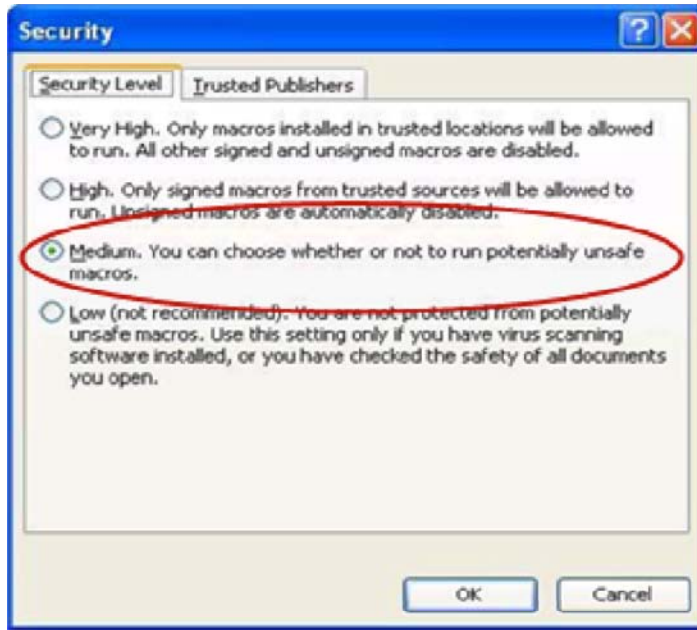 Security
Security Level Trusted Publishers
Very High. Only macros installed in trusted locations will be allowed
to run. All other signed and unsigned macros are disabled.
High. Only signed macros from trusted sources will be allowed to
run. Unsigned macros are automatically disabled.
Medium. You can choose whether or not to run potentially unsafe
macros.
Low (not recommended). You are not protected from potentially
unsafe macros. Use this setting only if you have virus scanning
software installed, or you have checked the safety of all documents
you open.
OK Cancel